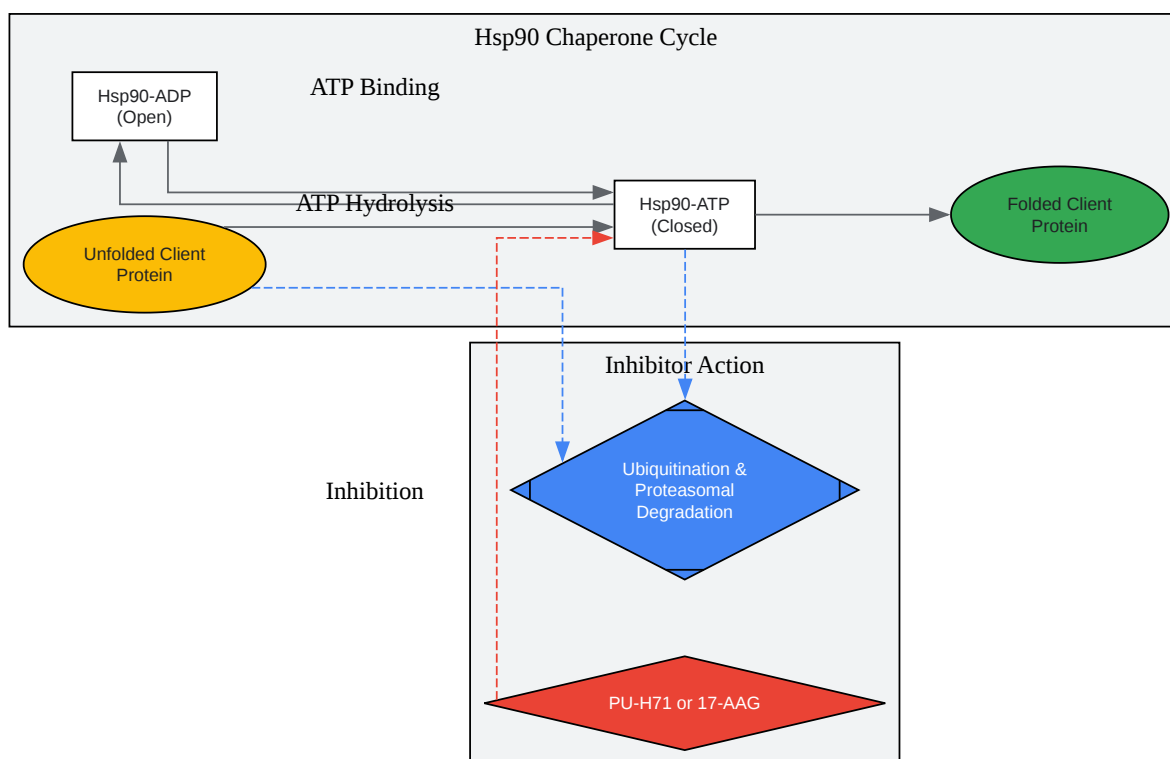 Hsp90 Chaperone Cycle
ATP Binding
Hsp90-ADP
(Open)
ATP Hydrolysis
Hsp90-ATP
(Closed)
Folded Client
Protein
Unfolded Client
Protein
Inhibitor Action
Ubiquitination &
Proteasomal
Degradation
Inhibition
PU-H71 or 17-AAG